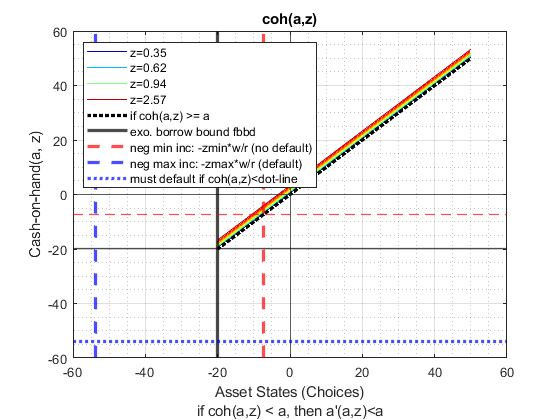 coh(a,z)
60
40
20
0
-20
-40
-60
Cash-on-hand(a, z)
z=0.35
z=0.62
z=0.94
z=2.57
if coh(a,z) >= a
exo. borrow bound fbbd
neg min inc: -zmin*w/r (no default)
neg max inc: -zmax*w/r (default)
must default if coh(a,z)<dot-line
-60 -40 -20 0 20 40 60
Asset States (Choices)
if coh(a,z) < a, then a'(a,z)<a